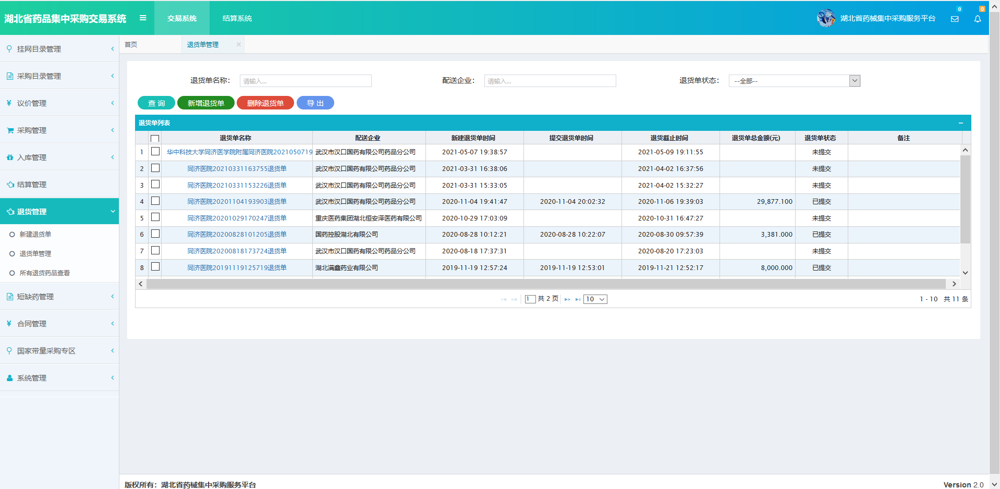 湖北省药品集中采购交易系统
交易系统
结算系统
湖北省药械集中采购服务平台
0
0
挂网目录管理
采购目录管理
¥ 议价管理
采购管理
入库管理
结算管理
退货管理
新建退货单
退货单管理
所有退货药品查看
短缺药管理
¥ 合同管理
国家带量采购专区
系统管理
首页
退货单管理 ×
退货单名称： 请输入... 配送企业： 请输入... 退货单状态： --全部--
查 询 新增退货单 删除退货单 导 出
退货单列表
退货单名称 配送企业 新建退货单时间 提交退货单时间 退货截止时间 退货单总金额(元) 退货单状态 备注
1 华中科技大学同济医学院附属同济医院2021050719 武汉市汉口国药有限公司药品分公司 2021-05-07 19:38:57 2021-05-09 19:11:55 未提交
2 同济医院20210331163755退货单 武汉市汉口国药有限公司药品分公司 2021-03-31 16:38:06 2021-04-02 16:37:56 未提交
3 同济医院20210331153226退货单 武汉市汉口国药有限公司药品分公司 2021-03-31 15:33:05 2021-04-02 15:32:27 未提交
4 同济医院20201104193903退货单 武汉市汉口国药有限公司药品分公司 2020-11-04 19:41:47 2020-11-04 20:02:32 2020-11-06 19:39:03 29,877.100 已提交
5 同济医院20201029170247退货单 重庆医药集团湖北恒安泽医药有限公司 2020-10-29 17:03:09 2020-10-31 16:47:27 未提交
6 同济医院20200828101205退货单 国药控股湖北有限公司 2020-08-28 10:12:21 2020-08-28 10:22:07 2020-08-30 09:57:39 3,381.000 已提交
7 同济医院20200818173724退货单 武汉市汉口国药有限公司药品分公司 2020-08-18 17:37:31 2020-08-20 17:23:03 未提交
8 同济医院20191119125719退货单 湖北满鑫药业有限公司 2019-11-19 12:57:24 2019-11-19 12:53:01 2019-11-21 12:52:17 8,000.000 已提交
1 共 2 页 10 1 - 10 共 11 条
版权所有：湖北省药械集中采购服务平台
Version 2.0